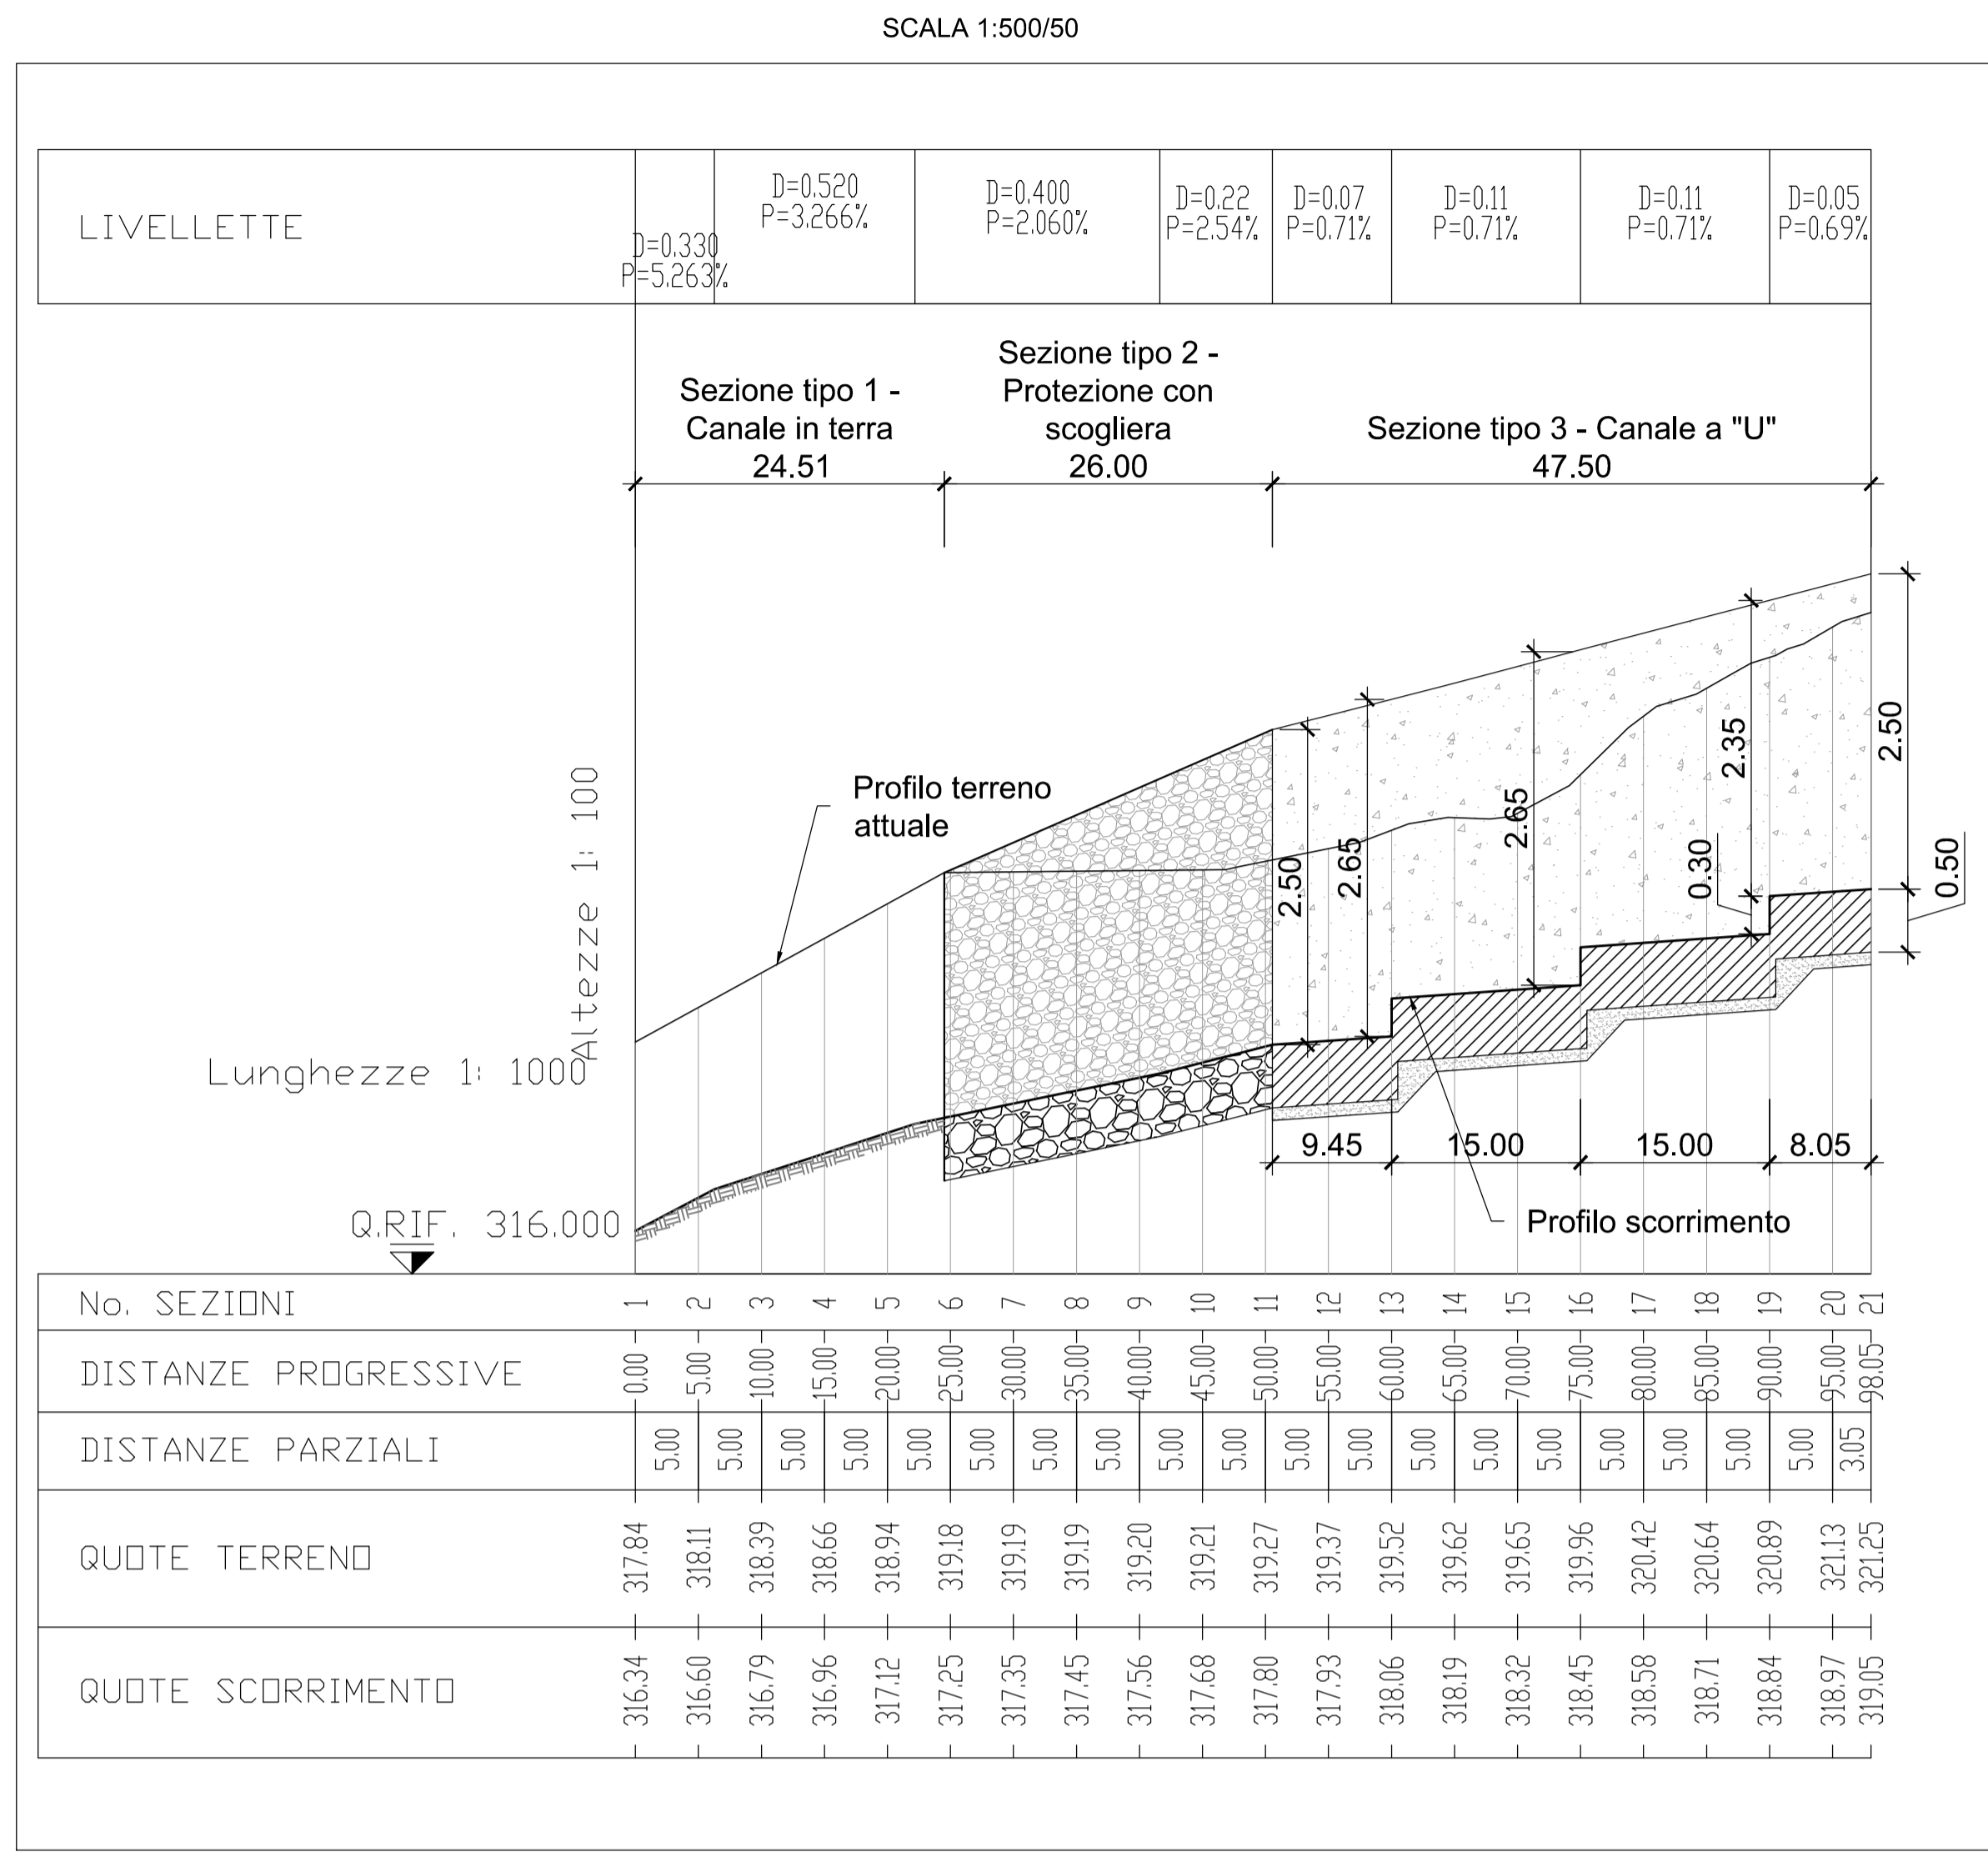 SCALA 1:500/50
LIVELLETTE
D=0.330
P=5.263%
D=0.520
P=3.266%
D=0.400
P=2.060%
D=0.22
P=2.54%
D=0.07
P=0.71%
D=0.11
P=0.71%
D=0.11
P=0.71%
D=0.05
P=0.69%
Sezione tipo 1 -
Canale in terra
24.51
Sezione tipo 2 -
Protezione con
scogliera
26.00
Sezione tipo 3 - Canale a "U"
47.50
Profilo terreno
attuale
Altezze 1: 100
Lunghezze 1: 1000
2.50
2.65
2.65
2.35
0.30
2.50
0.50
9.45
15.00
15.00
8.05
Profilo scorrimento
Q.RIF. 316.000
No. SEZIONI
1 2 3 4 5 6 7 8 9 10 11 12 13 14 15 16 17 18 19 20 21
DISTANZE PROGRESSIVE
0.00 5.00 10.00 15.00 20.00 25.00 30.00 35.00 40.00 45.00 50.00 55.00 60.00 65.00 70.00 75.00 80.00 85.00 90.00 95.00 98.05
DISTANZE PARZIALI
5.00 5.00 5.00 5.00 5.00 5.00 5.00 5.00 5.00 5.00 5.00 5.00 5.00 5.00 5.00 5.00 5.00 5.00 5.00 3.05
QUOTE TERRENO
317.84 318.11 318.39 318.66 318.94 319.18 319.19 319.19 319.20 319.21 319.27 319.37 319.52 319.62 319.65 319.96 320.42 320.64 320.89 321.13 321.25
QUOTE SCORRIMENTO
316.34 316.60 316.79 316.96 317.12 317.25 317.35 317.45 317.56 317.68 317.80 317.93 318.06 318.19 318.32 318.45 318.58 318.71 318.84 318.97 319.05